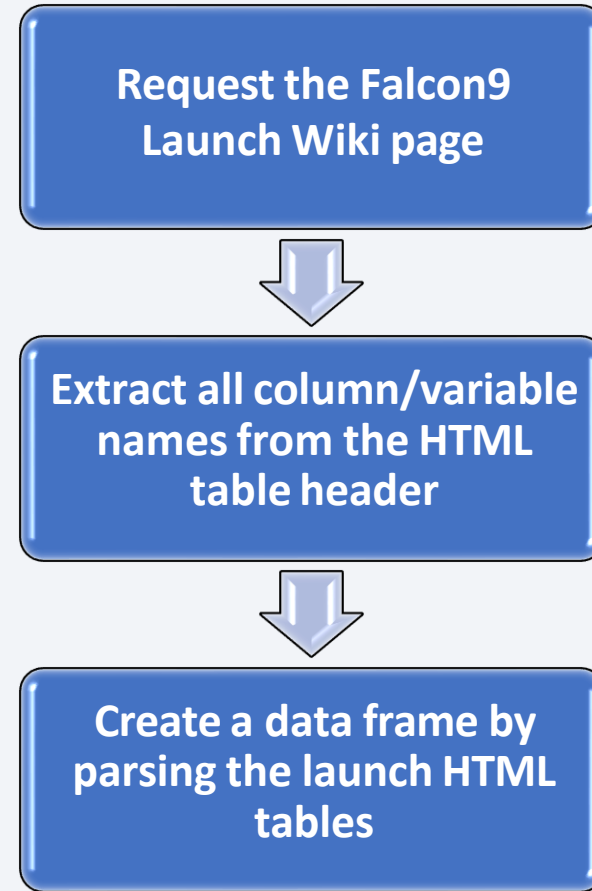 Request the Falcon9
Launch Wiki page
Extract all column/variable
names from the HTML
table header
Create a data frame by
parsing the launch HTML
tables